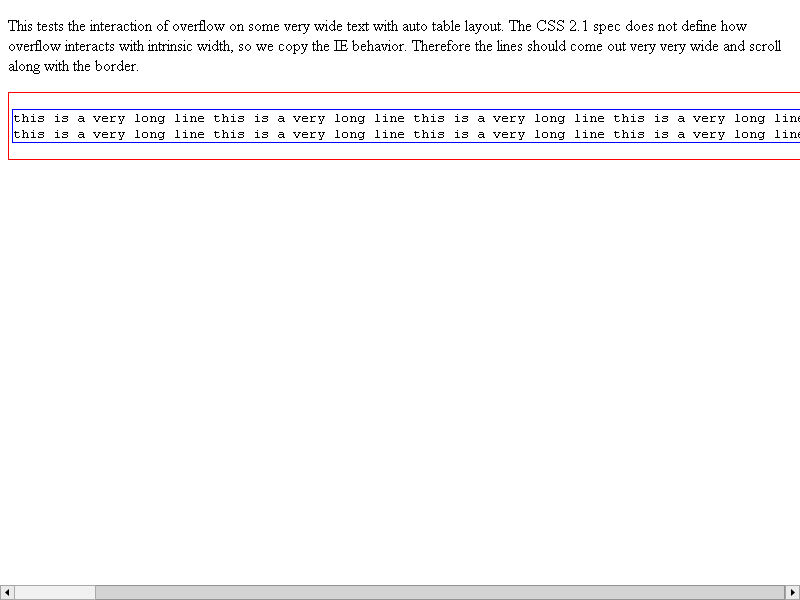 This tests the interaction of overflow on some very wide text with auto table layout. The CSS 2.1 spec does not define how
overflow interacts with intrinsic width, so we copy the IE behavior. Therefore the lines should come out very very wide and scroll
along with the border.
this is a very long line this is a very long line this is a very long line this is a very long line
this is a very long line this is a very long line this is a very long line this is a very long line